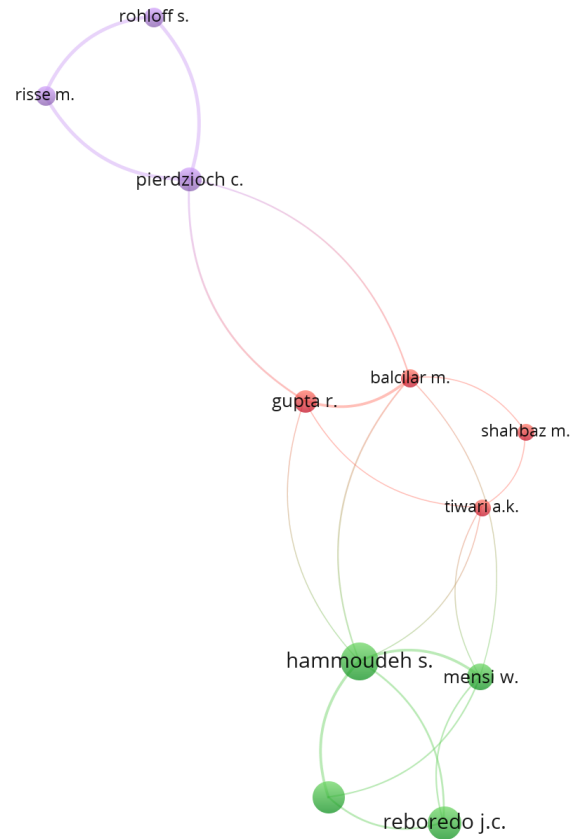 rohloff s.
risse m.
pierdzioch c.
balcilar m.
gupta r.
shahbaz m.
tiwari a.k.
hammoudeh s.
mensi w.
reboredo j.c.